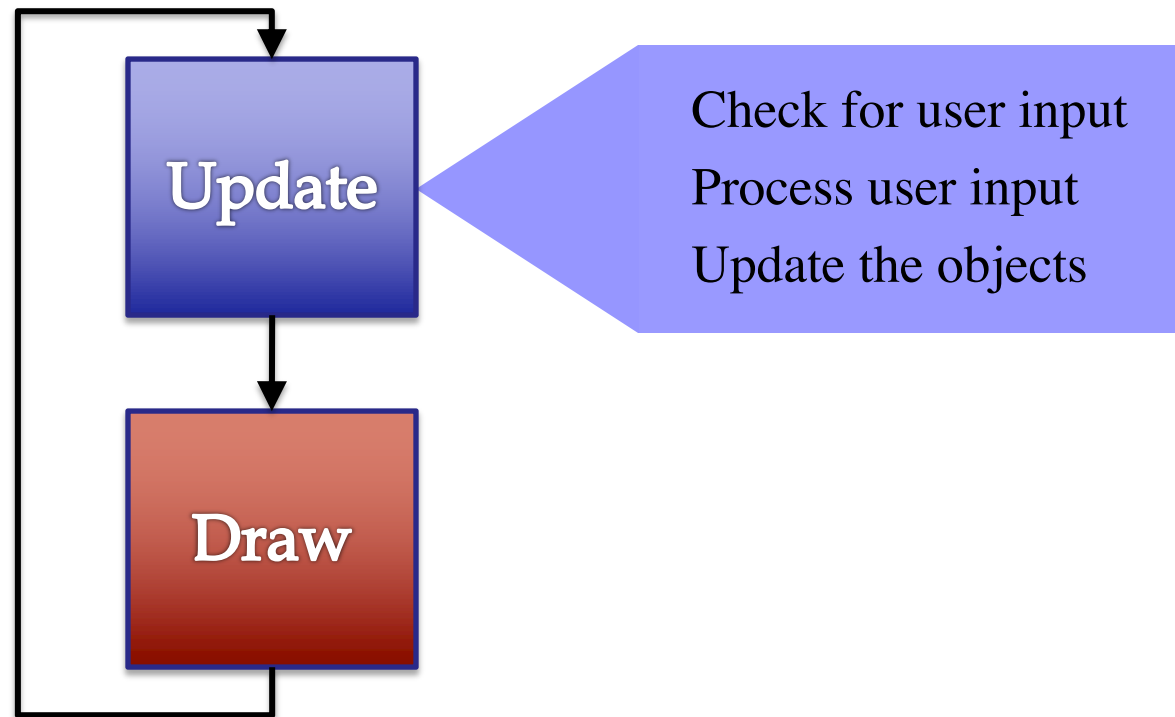 Update
Check for user input
Process user input
Update the objects
Draw